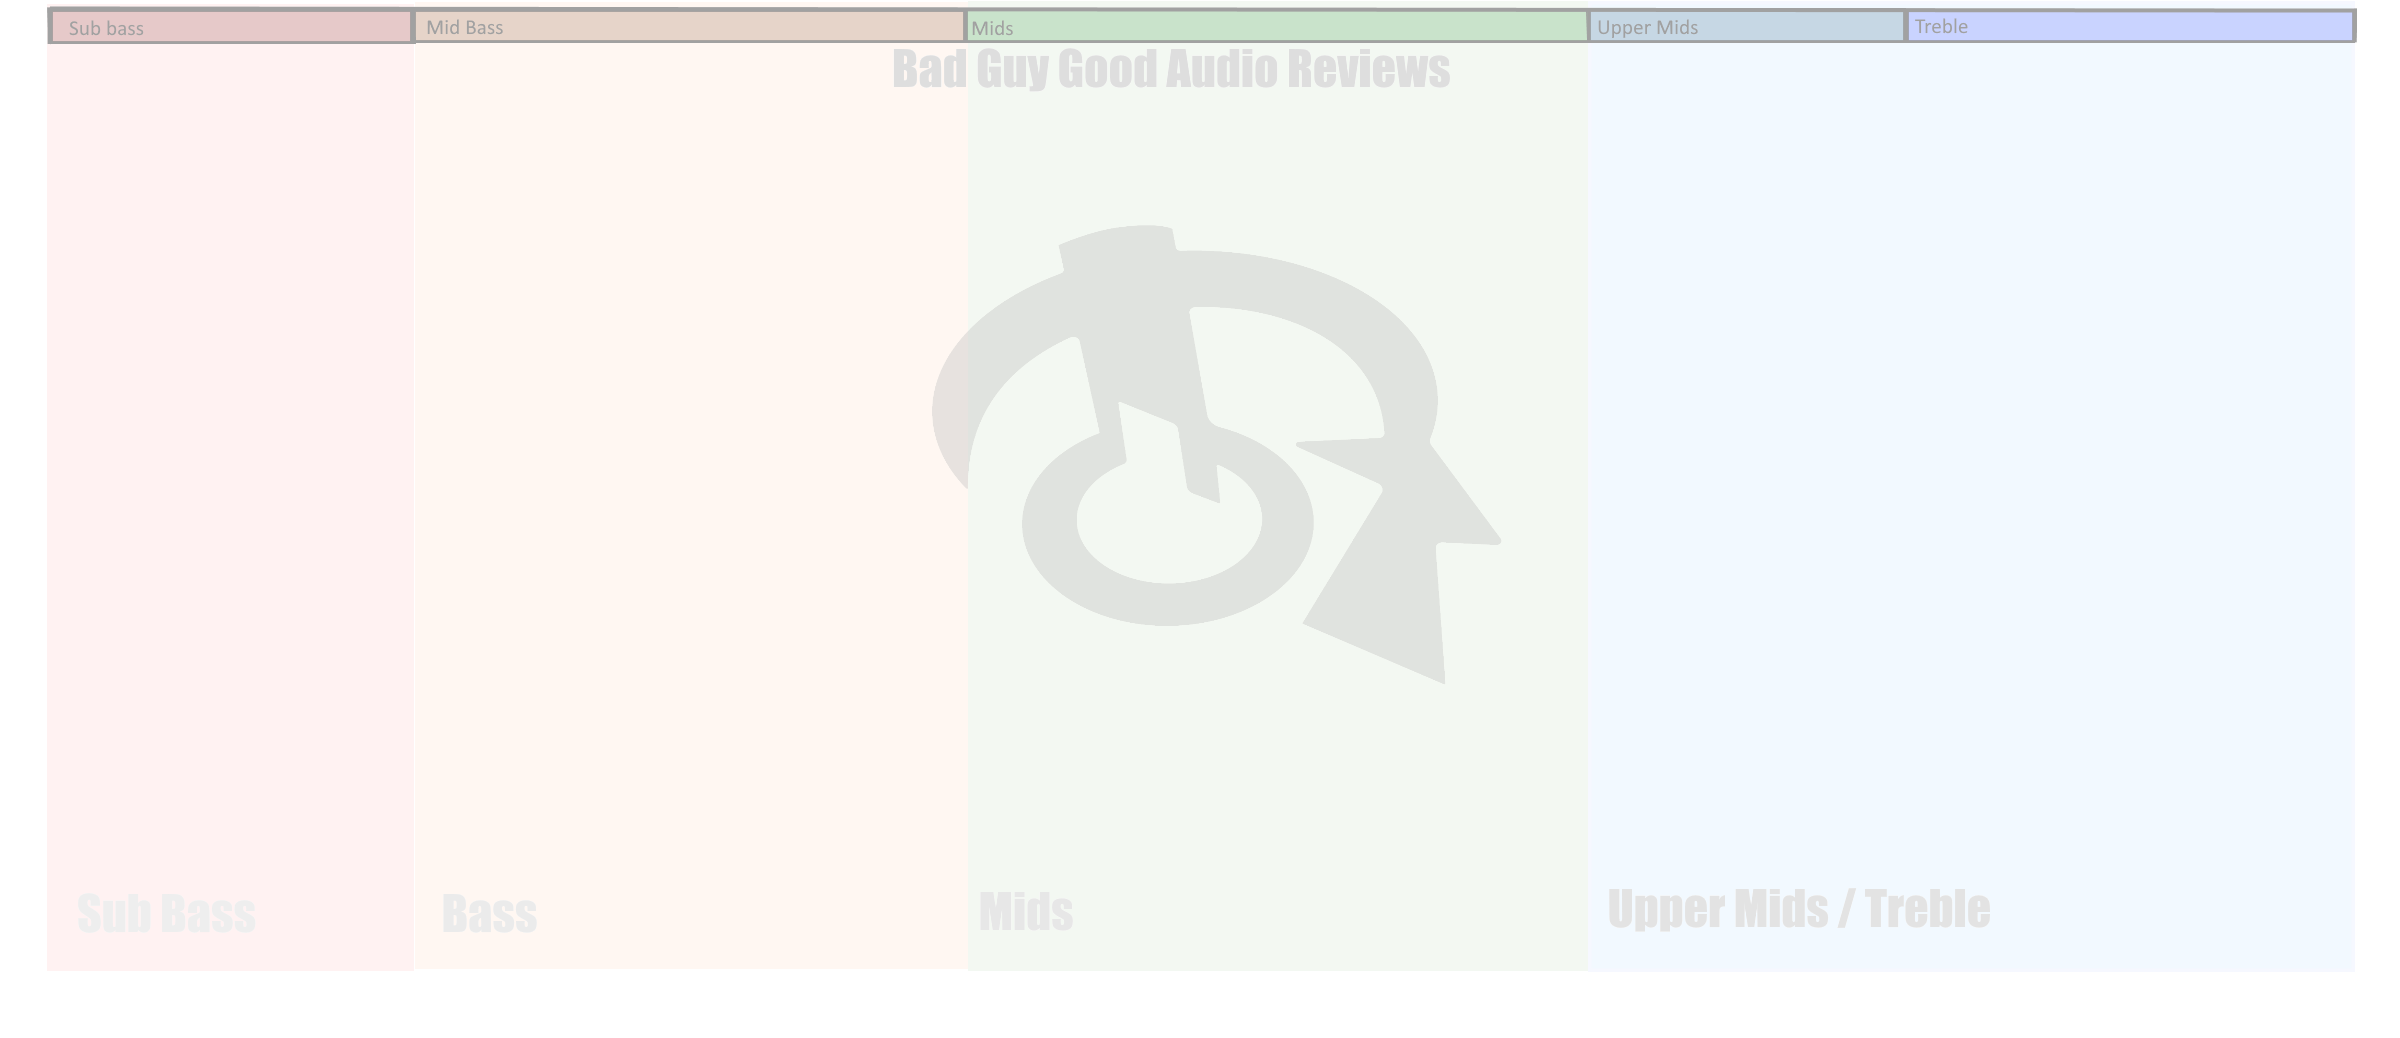 Sub bass
Mid Bass
Mids
Upper Mids
Treble
Bad Guy Good Audio Reviews
Sub Bass
Bass
Mids
Upper Mids / Treble